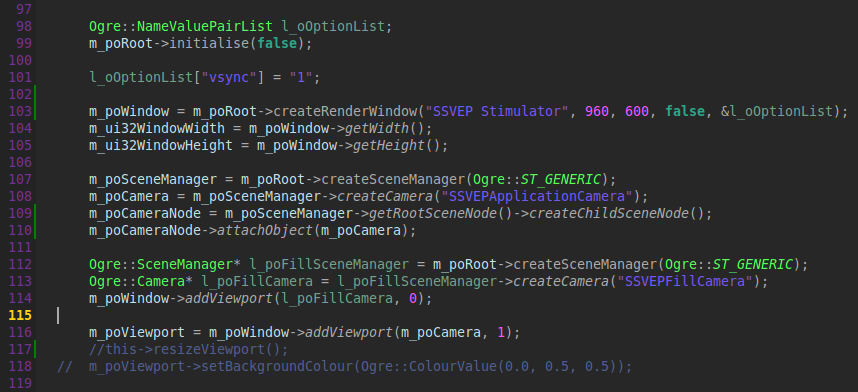 97
98 Ogre::NameValuePairList l_oOptionList;
99 m_poRoot->initialise(false);
100
101 l_oOptionList["vsync"] = "1";
102
103 m_poWindow = m_poRoot->createRenderWindow("SSVEP Stimulator", 960, 600, false, &l_oOptionList);
104 m_ui32WindowWidth = m_poWindow->getWidth();
105 m_ui32WindowHeight = m_poWindow->getHeight();
106
107 m_poSceneManager = m_poRoot->createSceneManager(Ogre::ST_GENERIC);
108 m_poCamera = m_poSceneManager->createCamera("SSVEPApplicationCamera");
109 m_poCameraNode = m_poSceneManager->getRootSceneNode()->createChildSceneNode();
110 m_poCameraNode->attachObject(m_poCamera);
111
112 Ogre::SceneManager* l_poFillSceneManager = m_poRoot->createSceneManager(Ogre::ST_GENERIC);
113 Ogre::Camera* l_poFillCamera = l_poFillSceneManager->createCamera("SSVEPFillCamera");
114 m_poWindow->addViewport(l_poFillCamera, 0);
115
116 m_poViewport = m_poWindow->addViewport(m_poCamera, 1);
117 //this->resizeViewport();
118 // m_poViewport->setBackgroundColour(Ogre::ColourValue(0.0, 0.5, 0.5));
119